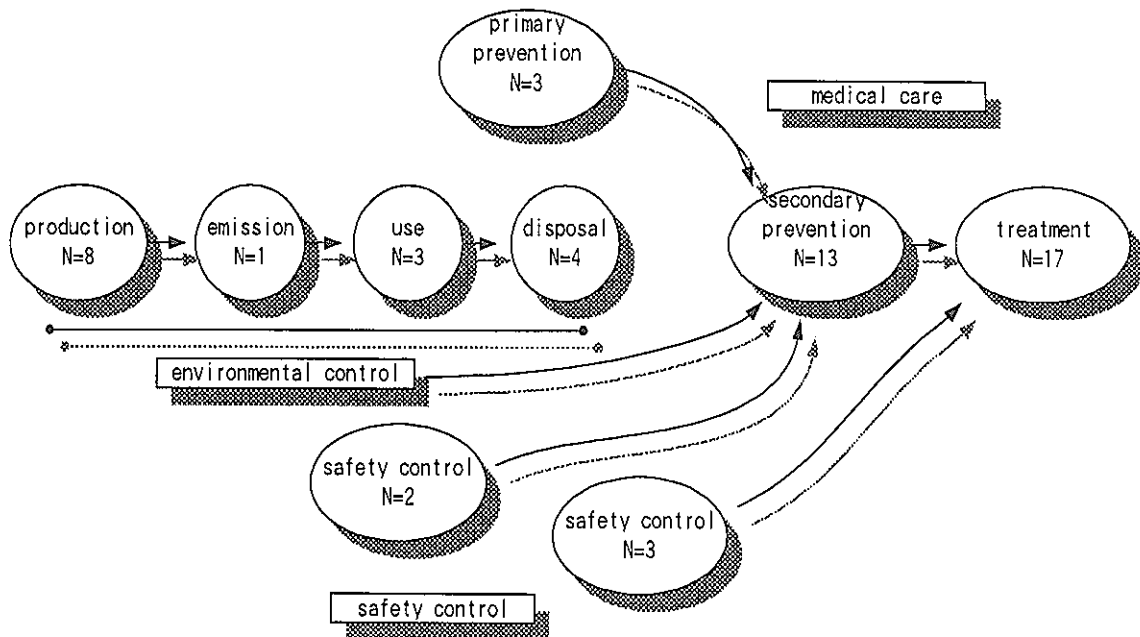 primary
prevention
N=3
medical care
production
N=8
emission
N=1
use
N=3
disposal
N=4
secondary
prevention
N=13
treatment
N=17
environmental control
safety control
N=2
safety control
N=3
safety control